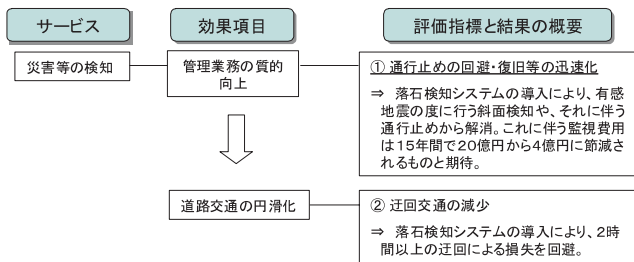 サービス
効果項目
評価指標と結果の概要
災害等の検知
管理業務の質的
向上
① 通行止めの回避・復旧等の迅速化
⇒ 落石検知システムの導入により、有感
地震の度に行う斜面検知や、それに伴う
通行止めから解消。これに伴う監視費用
は15年間で20億円から4億円に節減さ
れるものと期待。
道路交通の円滑化
② 迂回交通の減少
⇒ 落石検知システムの導入により、2時
間以上の迂回による損失を回避。